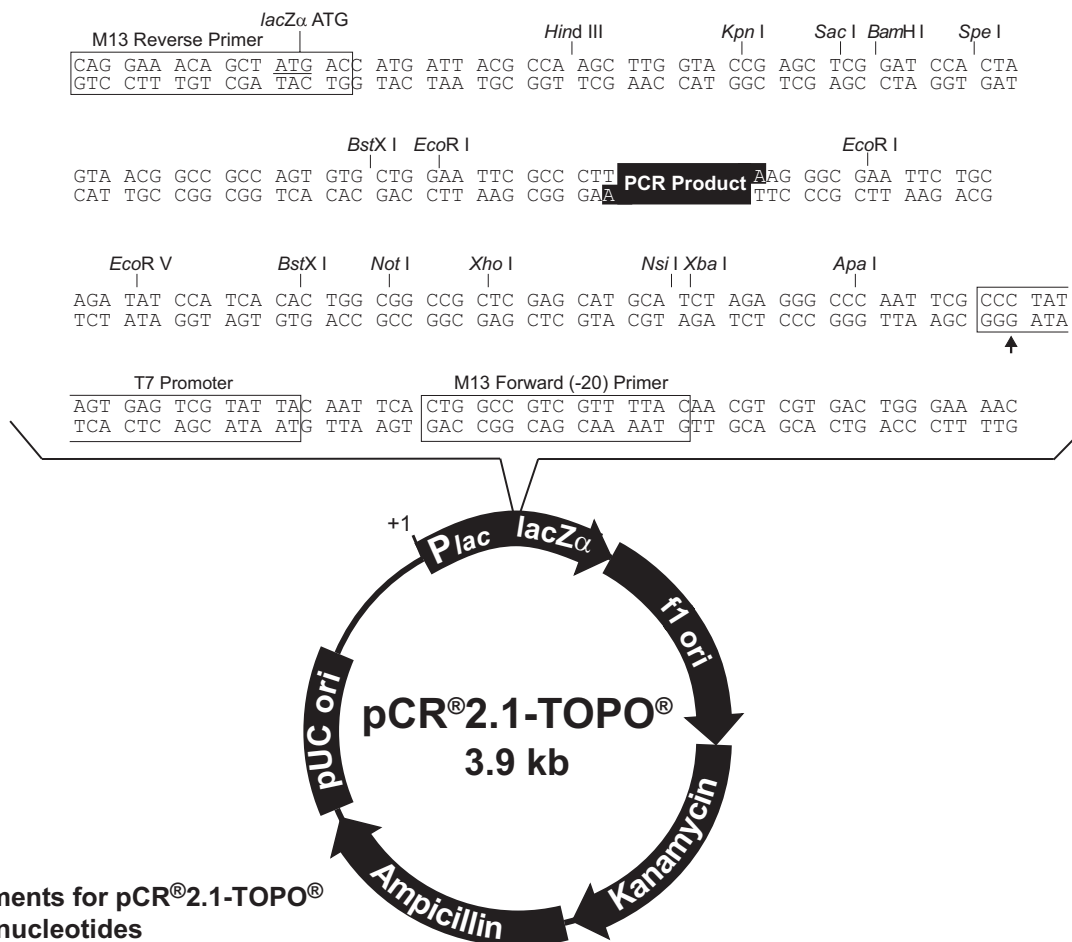 lacZα ATG
M13 Reverse Primer
Hind III Kpn I Sac I BamH I Spe I
CAG GAA ACA GCT ATG ACC ATG ATT ACG CCA AGC TTG GTA CCG AGC TCG GAT CCA CTA
GTC CTT TGT CGA TAC TGG TAC TAA TGC GGT TCG AAC CAT GGC TCG AGC CTA GGT GAT
BstX I EcoR I EcoR I
GTA ACG GCC GCC AGT GTG CTG GAA TTC GCC CTT PCR Product AAG GGC GAA TTC TGC
CAT TGC CGG CGG TCA CAC GAC CTT AAG CGG GAA TTC CCG CTT AAG ACG
EcoR V BstX I Not I Xho I Nsi I Xba I Apa I
AGA TAT CCA TCA CAC TGG CGG CCG CTC GAG CAT GCA TCT AGA GGG CCC AAT TCG CCC TAT
TCT ATA GGT AGT GTG ACC GCC GGC GAG CTC GTA CGT AGA TCT CCC GGG TTA AGC GGG ATA
T7 Promoter M13 Forward (-20) Primer
AGT GAG TCG TAT TAC AAT TCA CTG GCC GTC GTT TTA CAA CGT CGT GAC TGG GAA AAC
TCA CTC AGC ATA ATG TTA AGT GAC CGG CAG CAA AAT GTT GCA GCA CTG ACC CTT TTG
+1
Plac lacZα
f1 ori
Kanamycin
Ampicillin
pUC ori
pCR®2.1-TOPO®
3.9 kb
ments for pCR®2.1-TOPO®
nucleotides